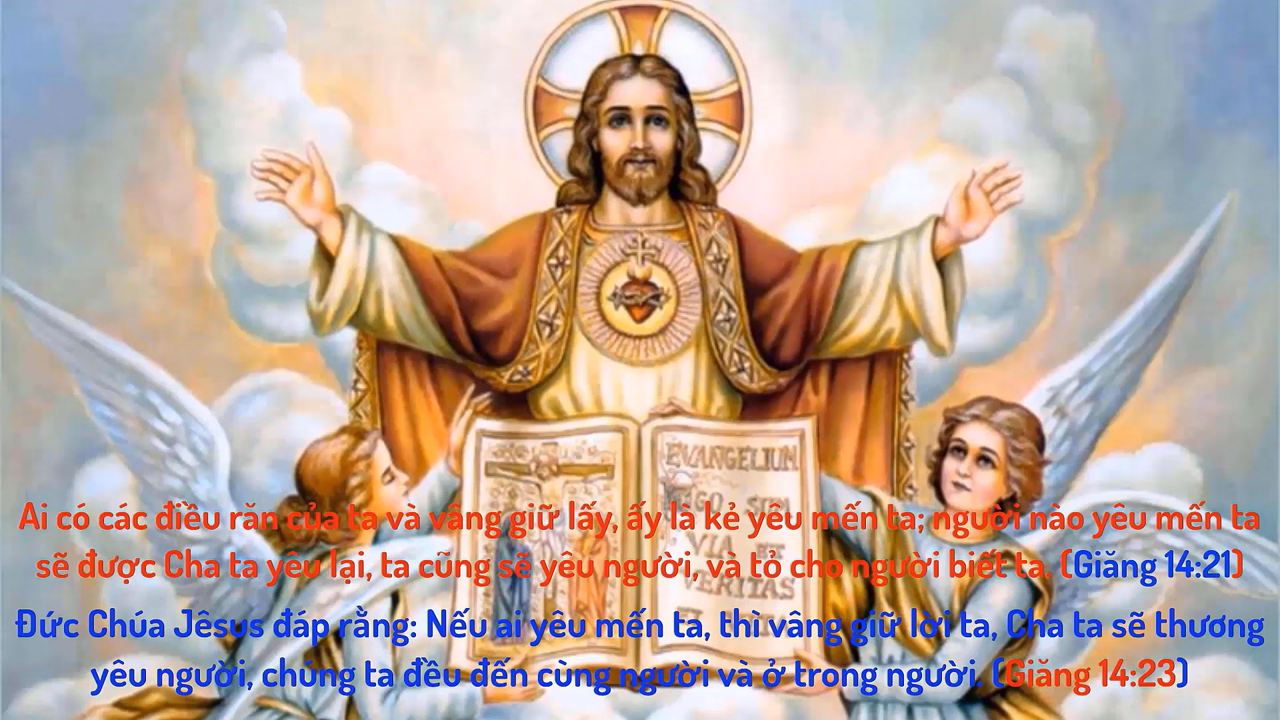 EVANGELIUM
EGO SUM
VIA ET
VERITAS
Ai có các điều răn của ta và vâng giữ lấy, ấy là kẻ yêu mến ta; người nào yêu mến ta
sẽ được Cha ta yêu lại, ta cũng sẽ yêu người, và tỏ cho người biết ta. (Giăng 14:21)
Đức Chúa Jêsus đáp rằng: Nếu ai yêu mến ta, thì vâng giữ lời ta, Cha ta sẽ thương
yêu người, chúng ta đều đến cùng người và ở trong người. (Giăng 14:23)